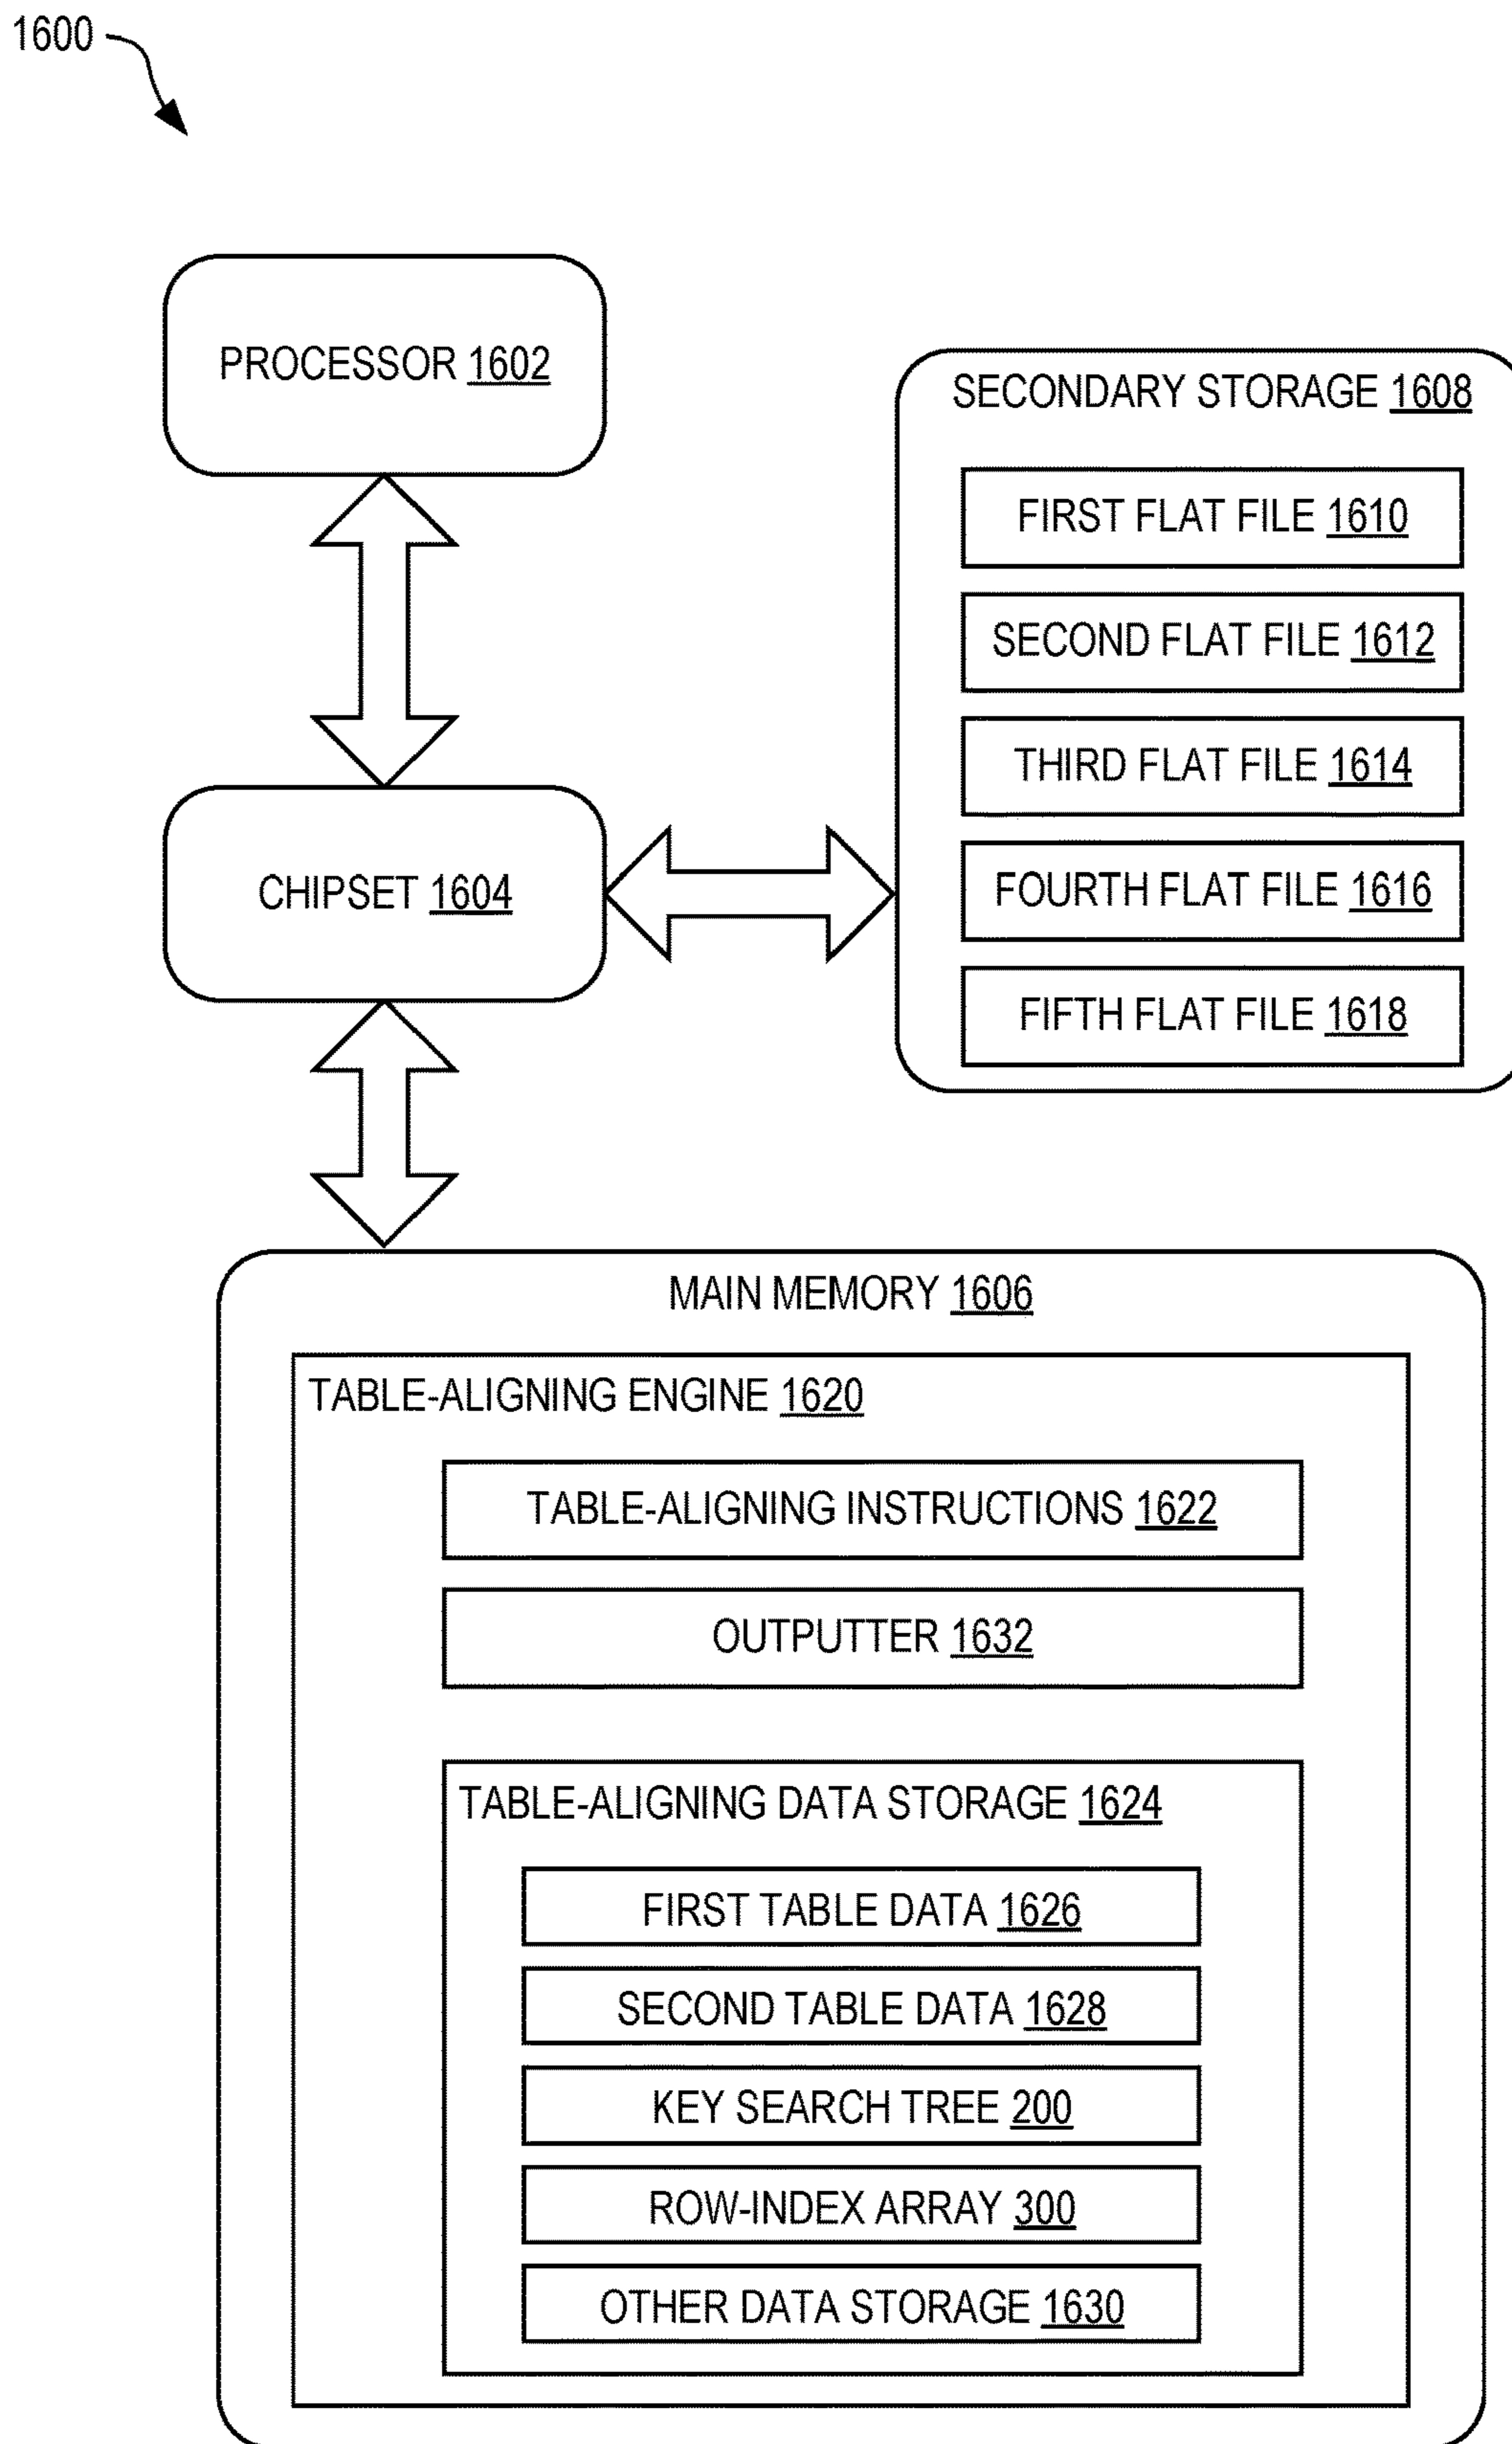 1600
PROCESSOR 1602
SECONDARY STORAGE 1608
FIRST FLAT FILE 1610
SECOND FLAT FILE 1612
THIRD FLAT FILE 1614
FOURTH FLAT FILE 1616
FIFTH FLAT FILE 1618
CHIPSET 1604
MAIN MEMORY 1606
TABLE-ALIGNING ENGINE 1620
TABLE-ALIGNING INSTRUCTIONS 1622
OUTPUTTER 1632
TABLE-ALIGNING DATA STORAGE 1624
FIRST TABLE DATA 1626
SECOND TABLE DATA 1628
KEY SEARCH TREE 200
ROW-INDEX ARRAY 300
OTHER DATA STORAGE 1630